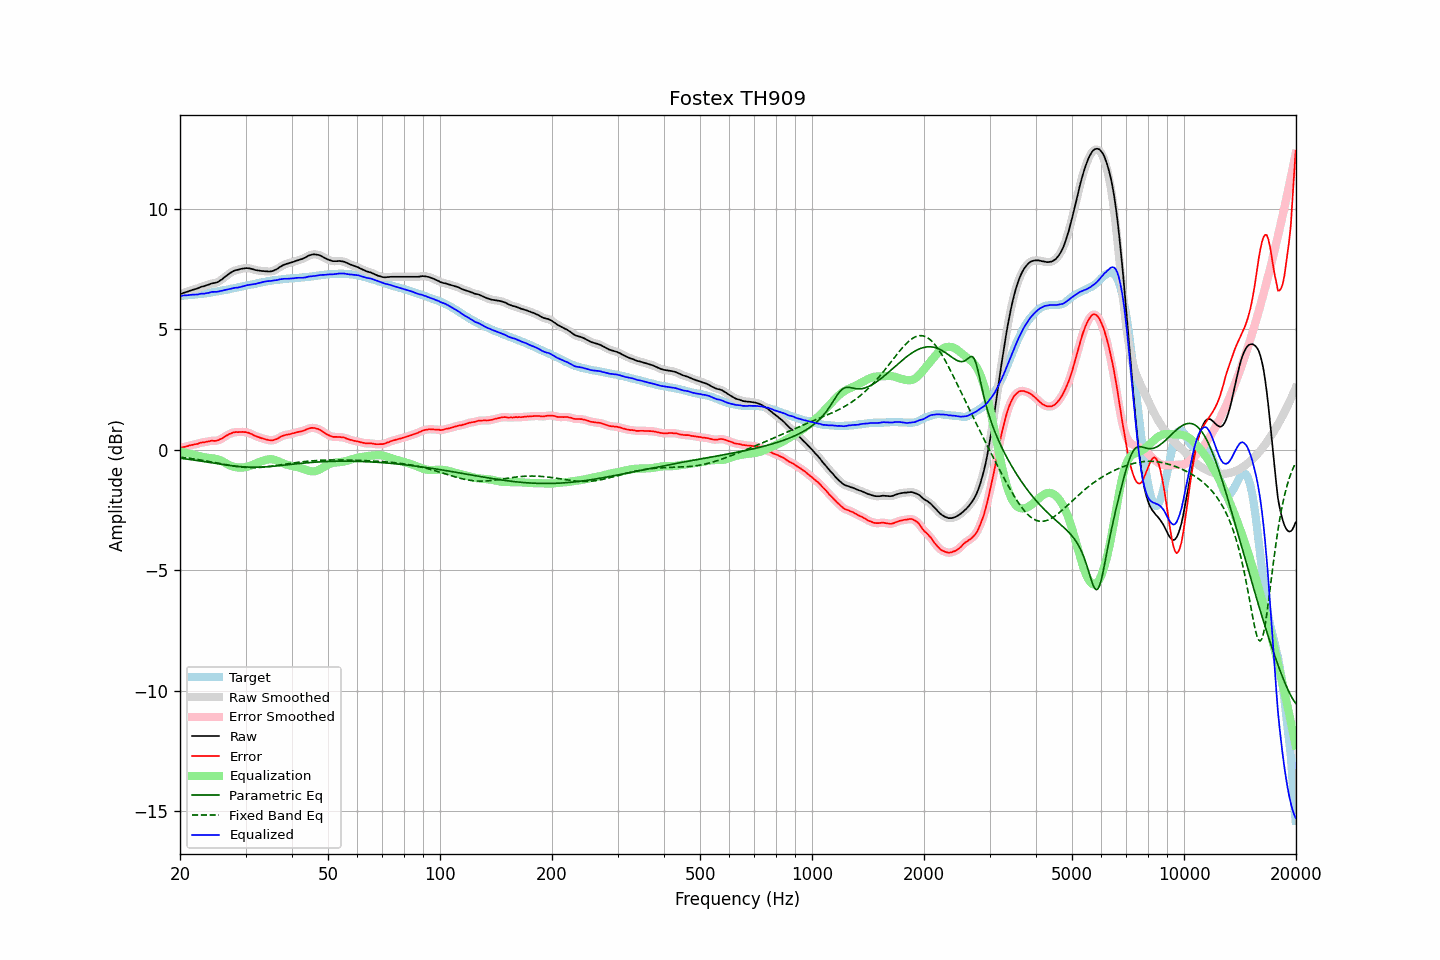 Fostex TH909
Amplitude (dBr)
10
5
0
−5
−10
−15
Target
Raw Smoothed
Error Smoothed
Raw
Error
Equalization
Parametric Eq
Fixed Band Eq
Equalized
20 50 100 200 500 1000 2000 5000 10000 20000
Frequency (Hz)